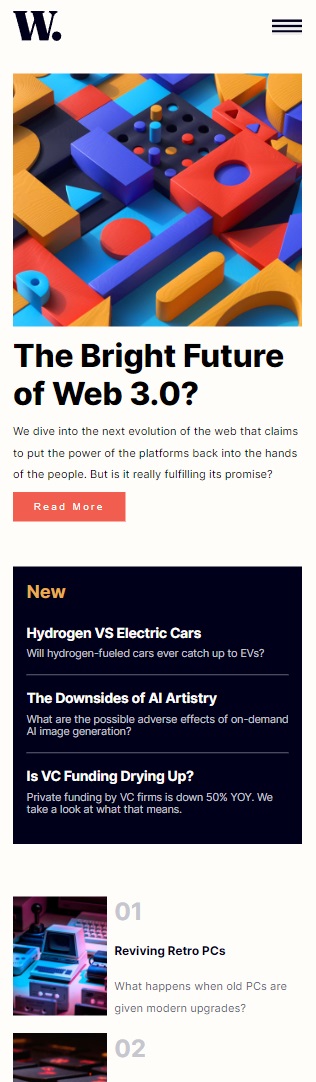 W.
The Bright Future
of Web 3.0?
We dive into the next evolution of the web that claims
to put the power of the platforms back into the hands
of the people. But is it really fulfilling its promise?
Read More
New
Hydrogen VS Electric Cars
Will hydrogen-fueled cars ever catch up to EVs?
The Downsides of AI Artistry
What are the possible adverse effects of on-demand
AI image generation?
Is VC Funding Drying Up?
Private funding by VC firms is down 50% YOY. We
take a look at what that means.
01
Reviving Retro PCs
What happens when old PCs are
given modern upgrades?
02